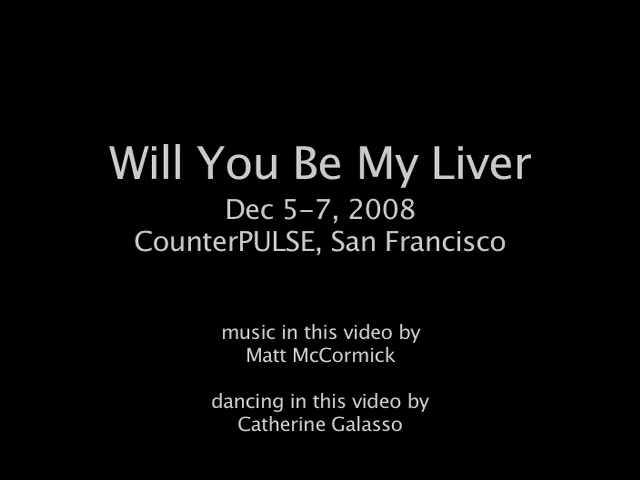 Will You Be My Liver
Dec 5-7, 2008
CounterPULSE, San Francisco
music in this video by
Matt McCormick
dancing in this video by
Catherine Galasso